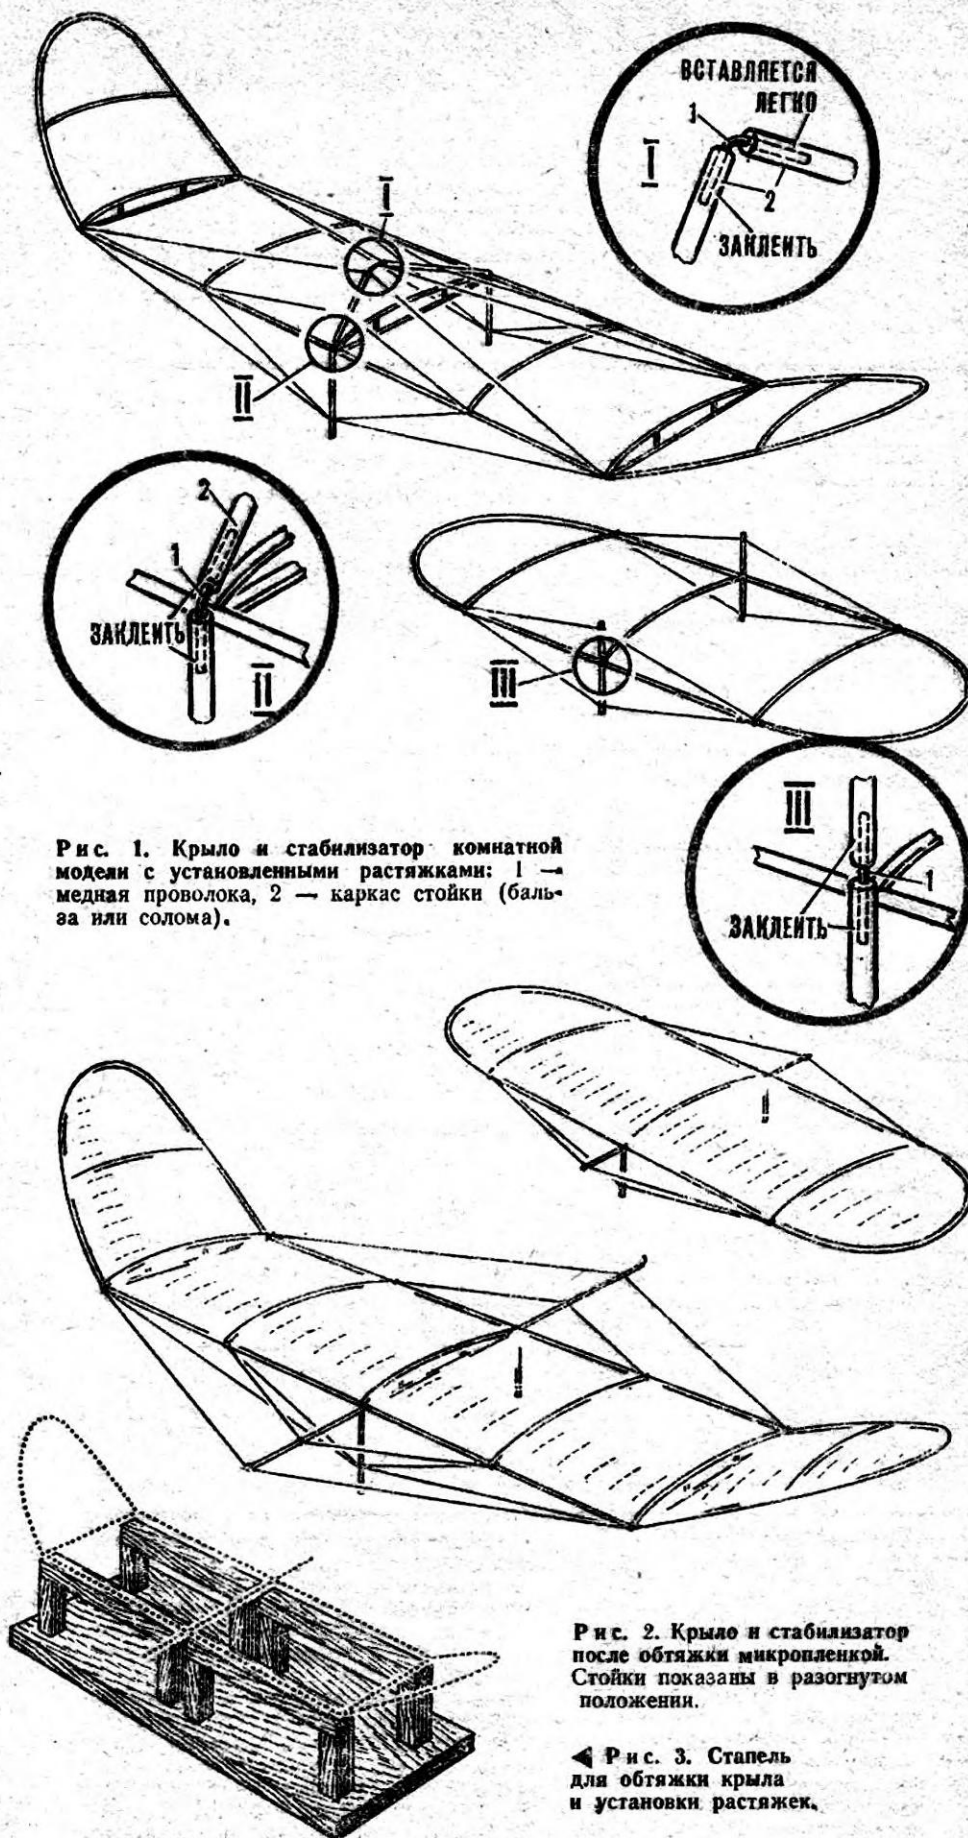 ВСТАВЛЯЕТСЯ
ЛЕГКО
1
I
2
ЗАКЛЕИТЬ
I
II
2
1
ЗАКЛЕИТЬ
II
III
III
1
ЗАКЛЕИТЬ
Рис. 1. Крыло и стабилизатор комнатной
модели с установленными растяжками: 1 —
медная проволока, 2 — каркас стойки (баль-
за или солома).
Рис. 2. Крыло и стабилизатор
после обтяжки микропленкой.
Стойки показаны в разогнутом
положении.
◀ Рис. 3. Стапель
для обтяжки крыла
и установки растяжек.